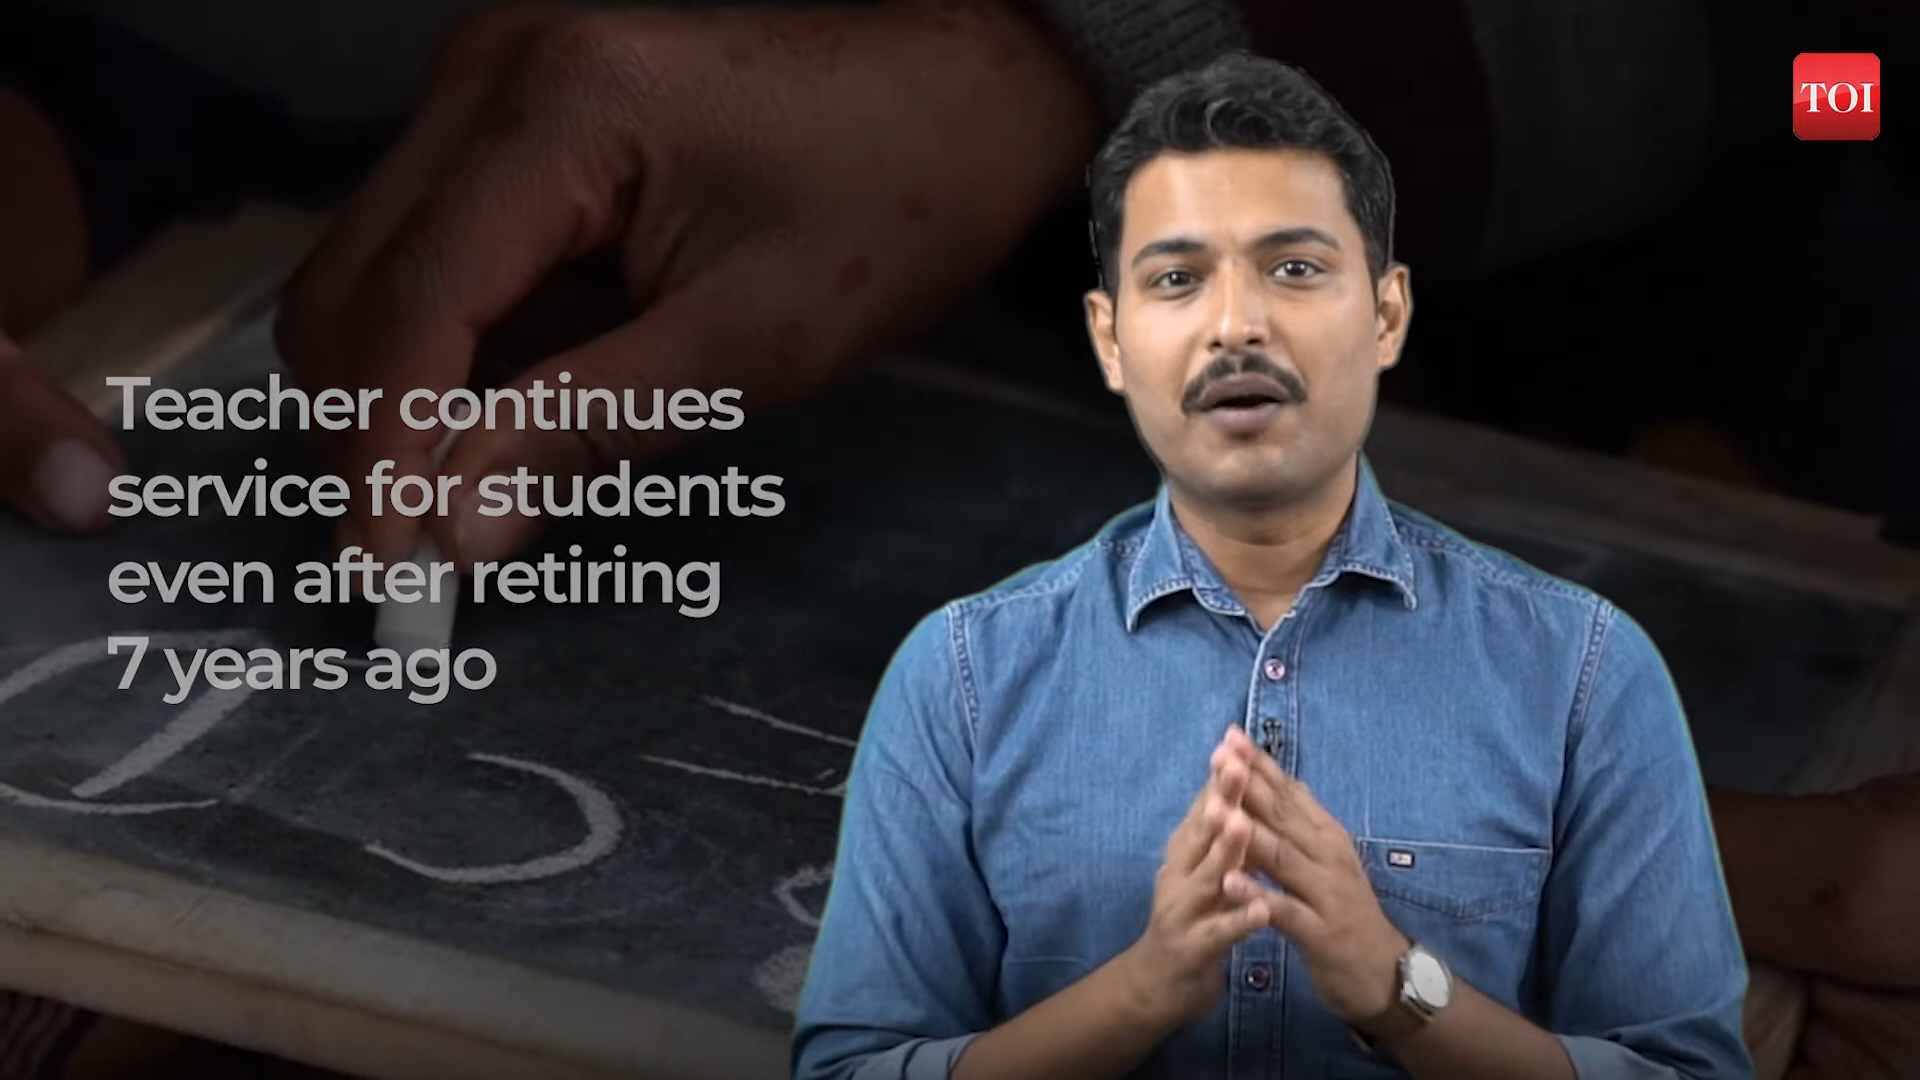 TOI
Teacher continues
service for students
even after retiring
7 years ago